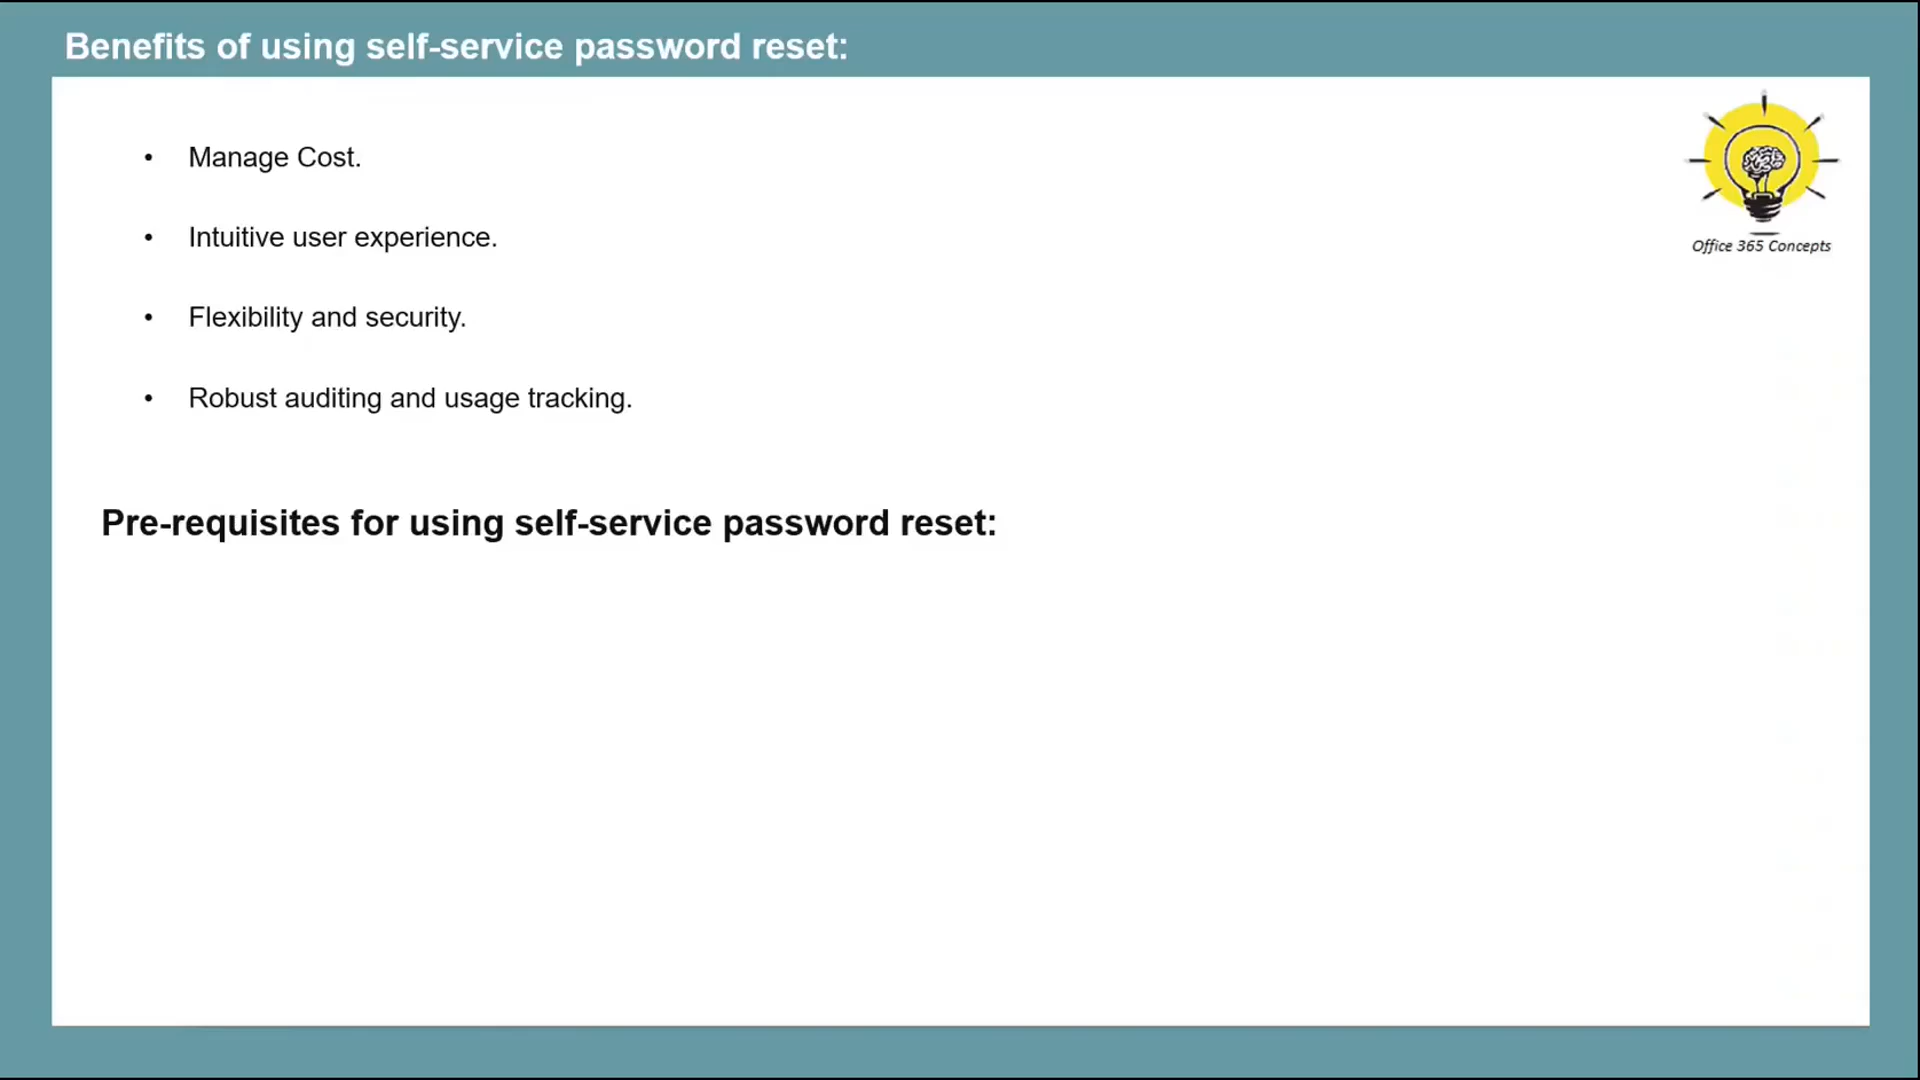 Benefits of using self-service password reset:
• Manage Cost.
• Intuitive user experience.
• Flexibility and security.
• Robust auditing and usage tracking.
Office 365 Concepts
Pre-requisites for using self-service password reset: